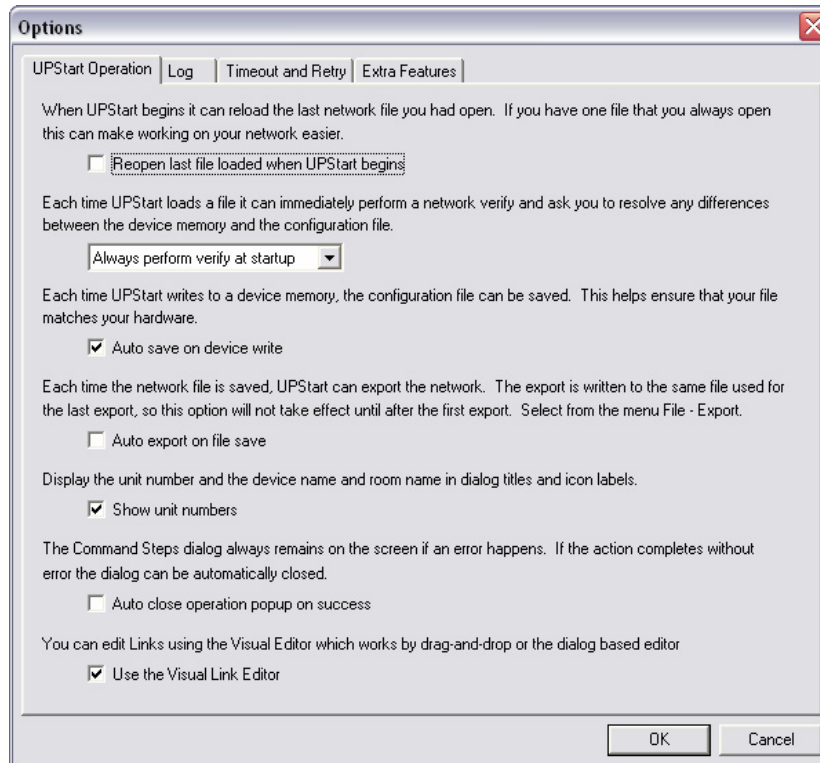 Options
UPStart Operation Log Timeout and Retry Extra Features
When UPStart begins it can reload the last network file you had open. If you have one file that you always open
this can make working on your network easier.
Reopen last file loaded when UPStart begins
Each time UPStart loads a file it can immediately perform a network verify and ask you to resolve any differences
between the device memory and the configuration file.
Always perform verify at startup
Each time UPStart writes to a device memory, the configuration file can be saved. This helps ensure that your file
matches your hardware.
Auto save on device write
Each time the network file is saved, UPStart can export the network. The export is written to the same file used for
the last export, so this option will not take effect until after the first export. Select from the menu File - Export.
Auto export on file save
Display the unit number and the device name and room name in dialog titles and icon labels.
Show unit numbers
The Command Steps dialog always remains on the screen if an error happens. If the action completes without
error the dialog can be automatically closed.
Auto close operation popup on success
You can edit Links using the Visual Editor which works by drag-and-drop or the dialog based editor
Use the Visual Link Editor
OK Cancel